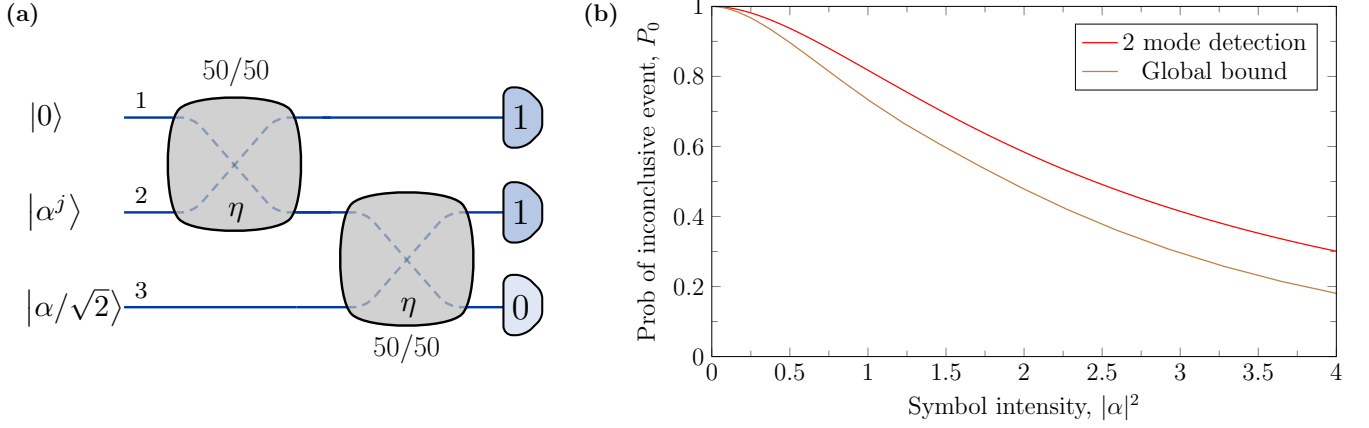 (a)
50/50
|0⟩
1
1
|α^j⟩
2
η
1
|α/√2⟩
3
η
0
50/50
(b)
Prob of inconclusive event, P_0
1
0.8
0.6
0.4
0.2
0
2 mode detection
Global bound
0 0.5 1 1.5 2 2.5 3 3.5 4
Symbol intensity, |α|^2